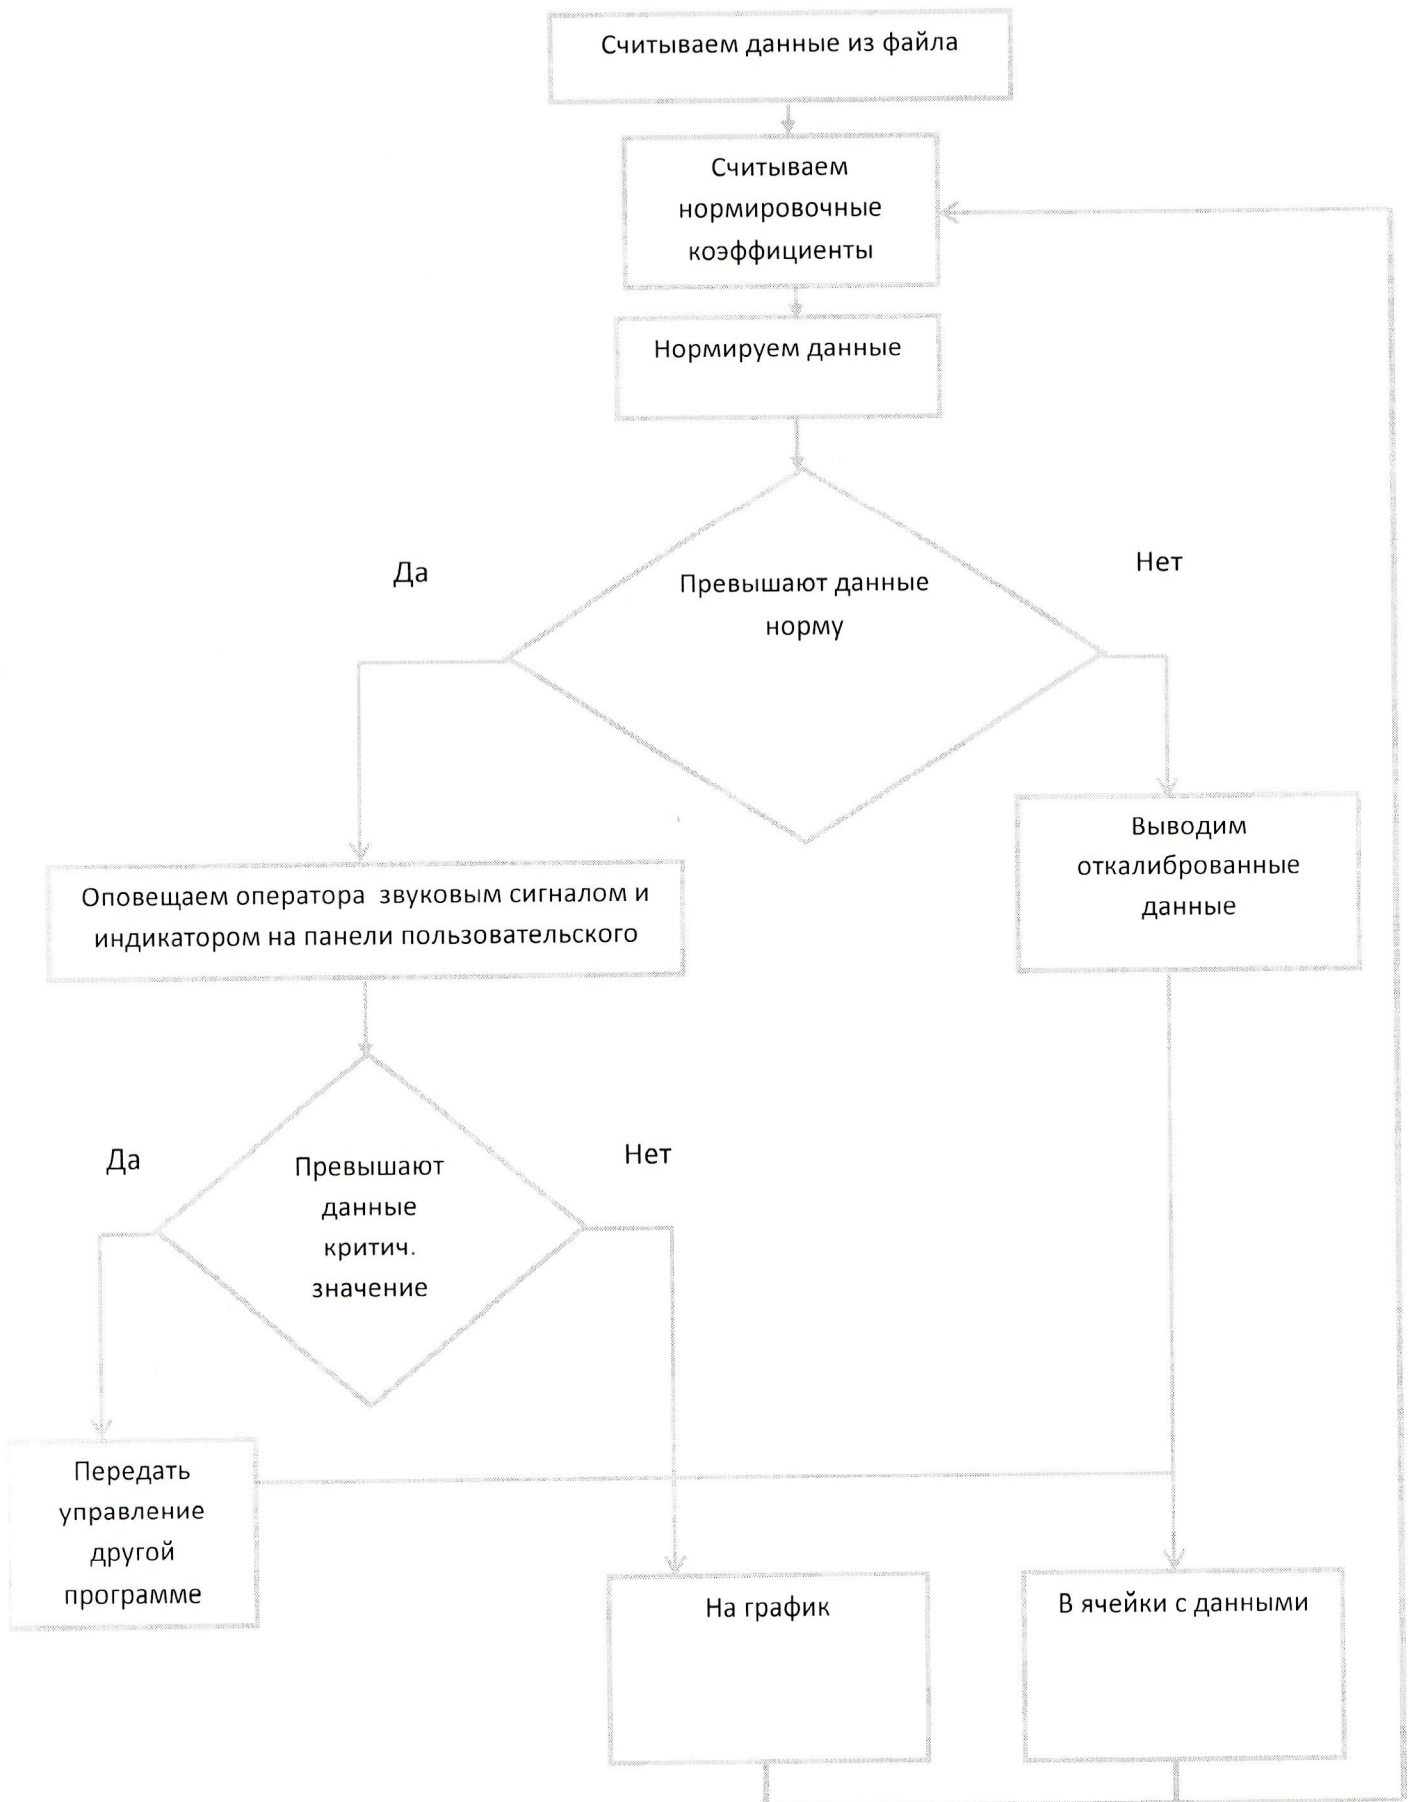 Считываем данные из файла
Считываем
нормировочные
коэффициенты
Нормируем данные
Да
Нет
Превышают данные
норму
Выводим
откалиброванные
данные
Оповещаем оператора звуковым сигналом и
индикатором на панели пользовательского
Да
Нет
Превышают
данные
критич.
значение
Передать
управление
другой
программе
На график
В ячейки с данными